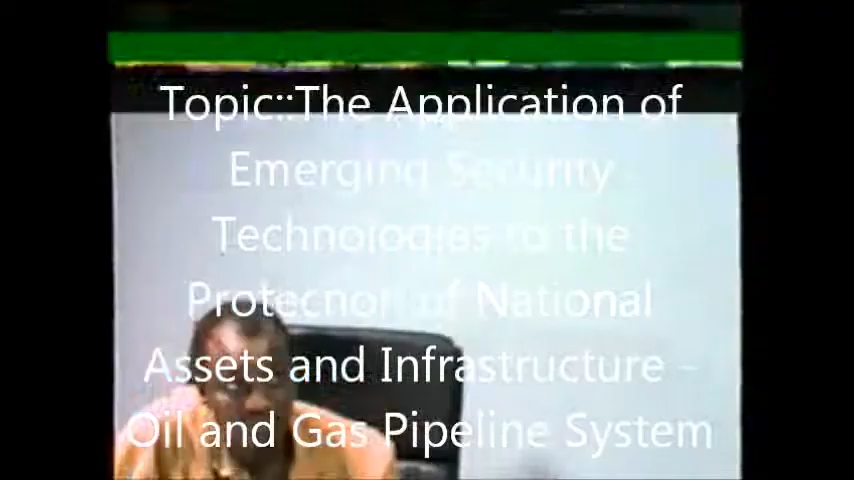 Topic::The Application of
Emerging Security
Technologies to the
Protection of National
Assets and Infrastructure -
Oil and Gas Pipeline System